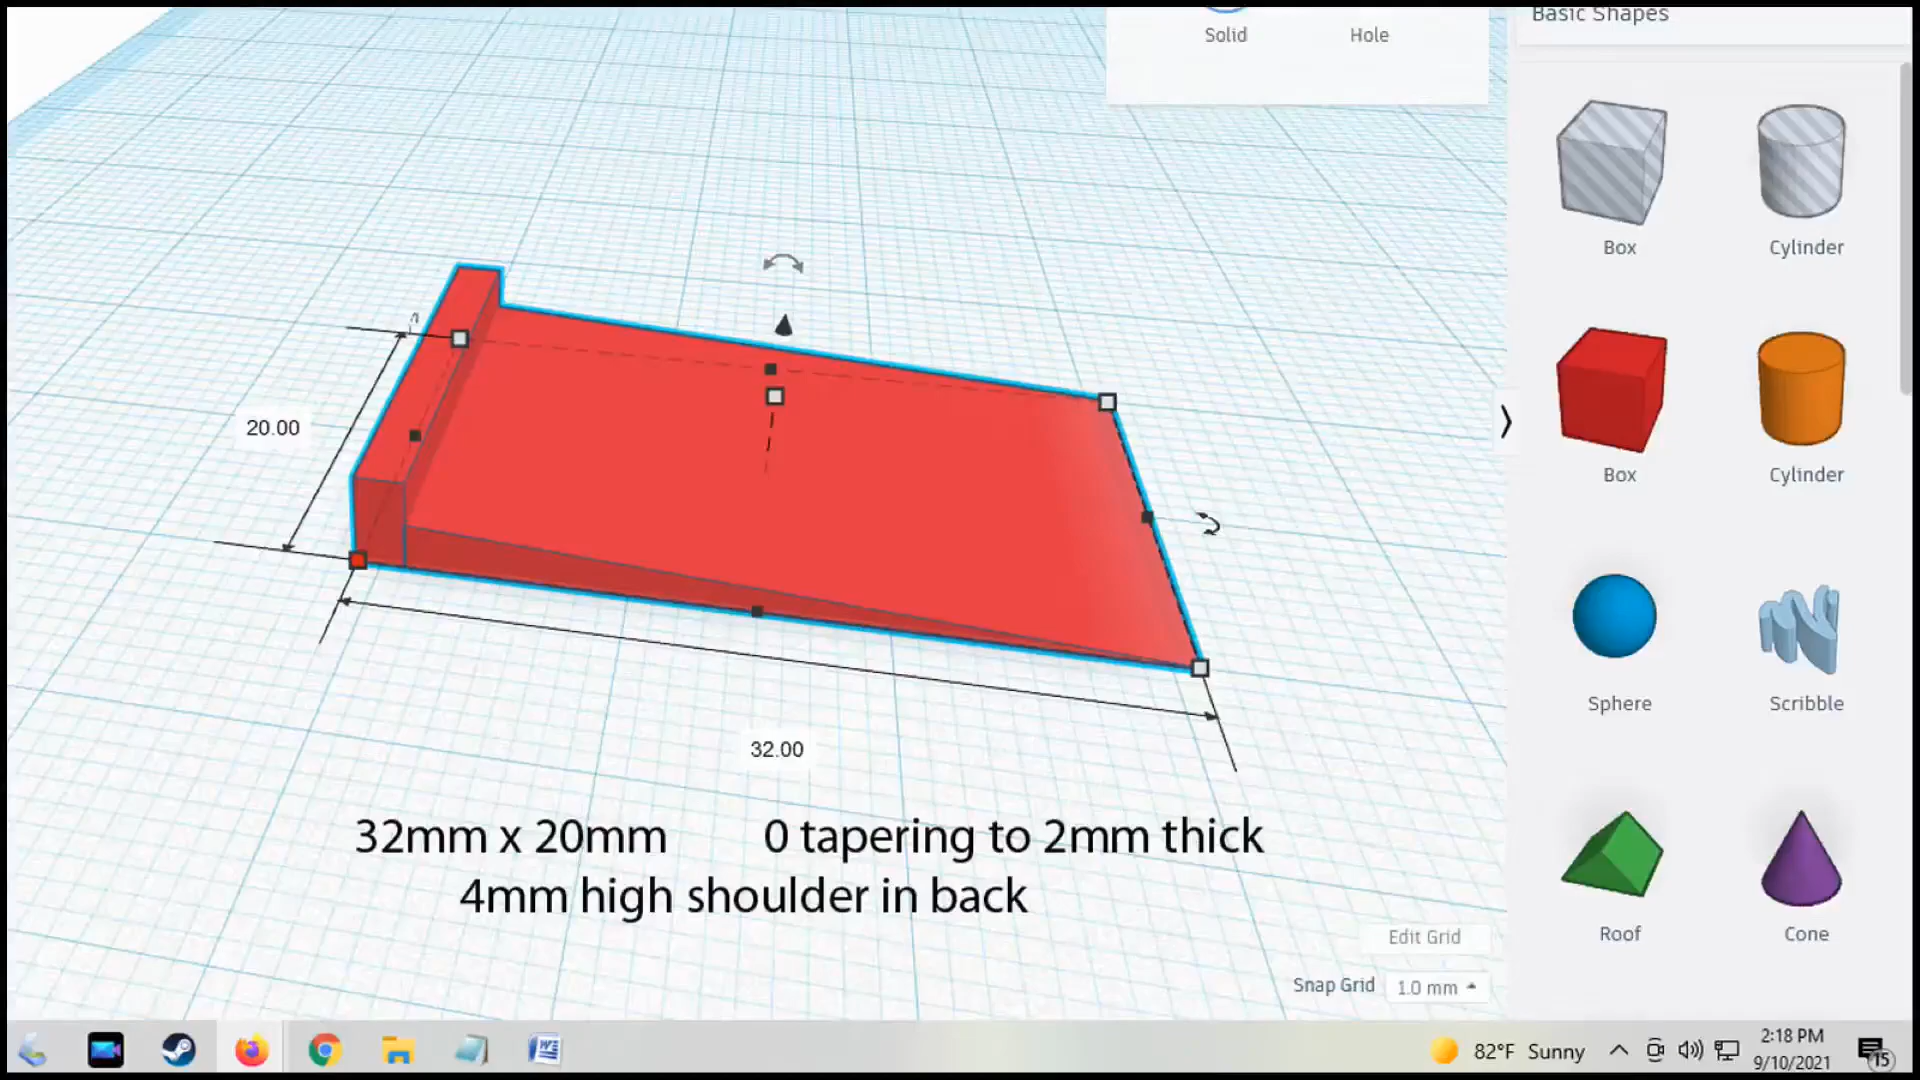 Basic Shapes
Solid Hole
Box Cylinder
20.00
Box Cylinder
Sphere Scribble
32.00
32mm x 20mm 0 tapering to 2mm thick
4mm high shoulder in back
Roof Cone
Edit Grid
Snap Grid 1.0 mm
82°F Sunny
2:18 PM
9/10/2021
15